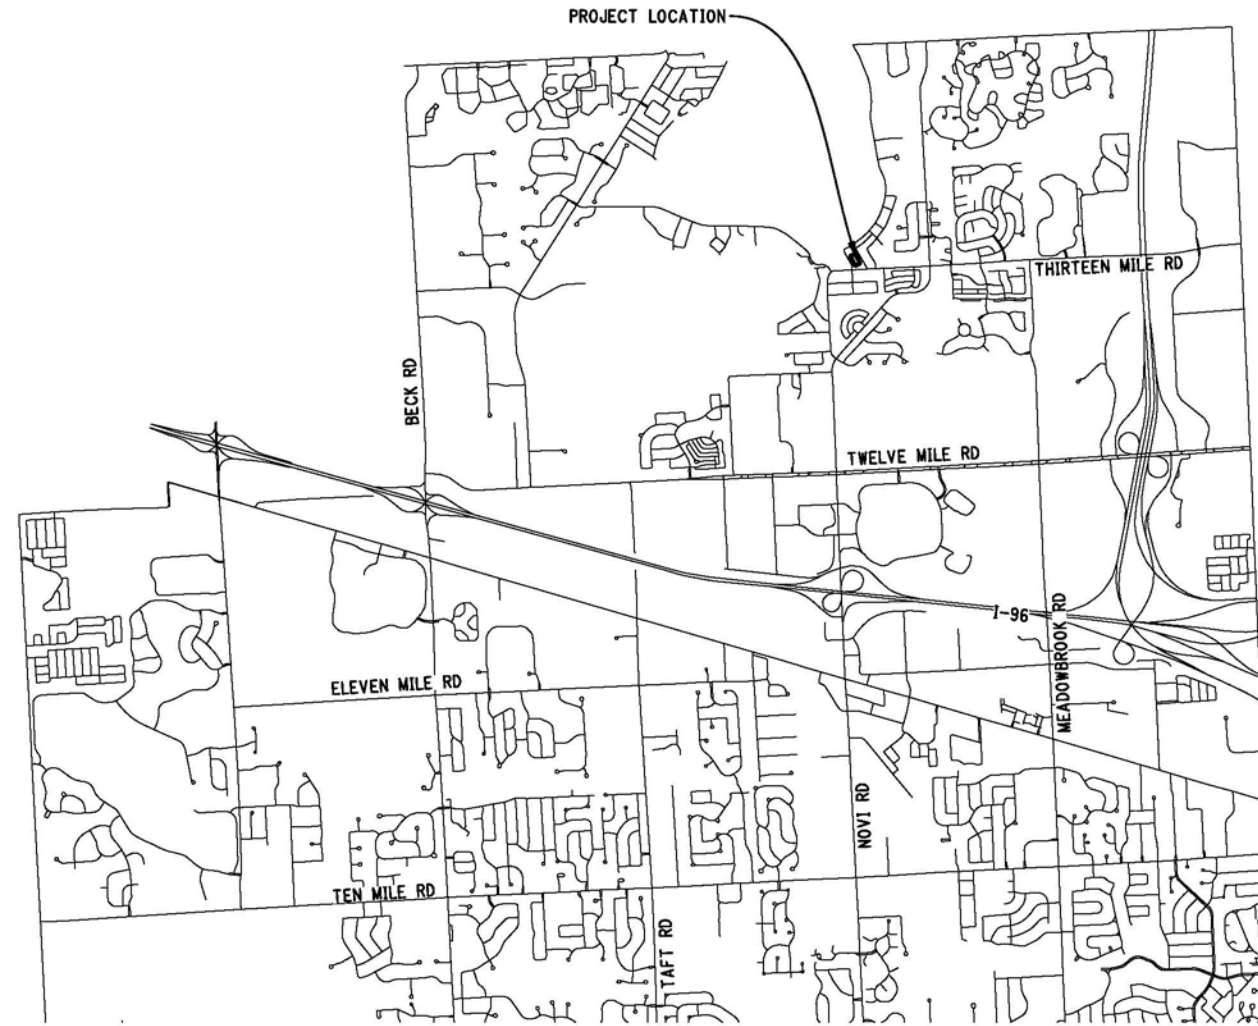 PROJECT LOCATION
THIRTEEN MILE RD
BECK RD
TWELVE MILE RD
I-96
MEADOWBROOK RD
ELEVEN MILE RD
NOVI RD
TEN MILE RD
TAFT RD